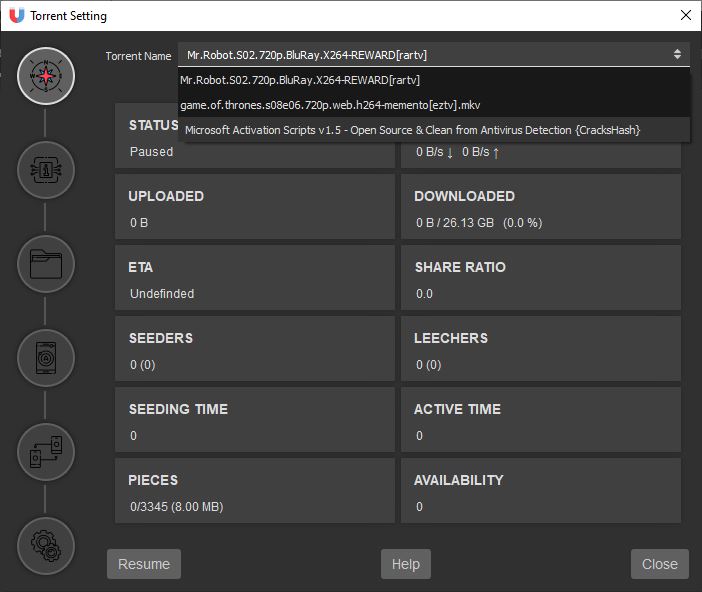 Torrent Setting
Torrent Name
Mr.Robot.S02.720p.BluRay.X264-REWARD[rartv]
Mr.Robot.S02.720p.BluRay.X264-REWARD[rartv]
game.of.thrones.s08e06.720p.web.h264-memento[eztv].mkv
Microsoft Activation Scripts v1.5 - Open Source & Clean from Antivirus Detection {CracksHash}
STATUS
Paused
0 B/s ↓ 0 B/s ↑
UPLOADED
0 B
DOWNLOADED
0 B / 26.13 GB (0.0 %)
ETA
Undefinded
SHARE RATIO
0.0
SEEDERS
0 (0)
LEECHERS
0 (0)
SEEDING TIME
0
ACTIVE TIME
0
PIECES
0/3345 (8.00 MB)
AVAILABILITY
0
Resume
Help
Close